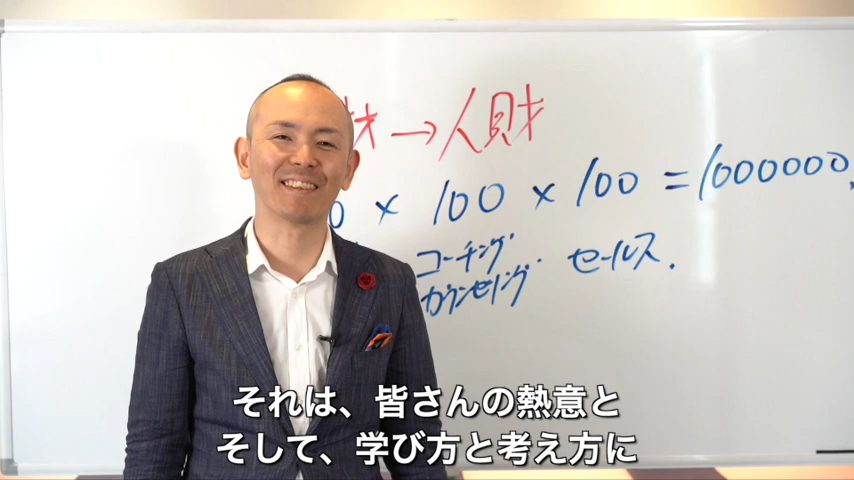 才→人財
0 × 100 × 100 = 1000000
コーチング セールス.
カウンセリング
それは、皆さんの熱意と
そして、学び方と考え方に